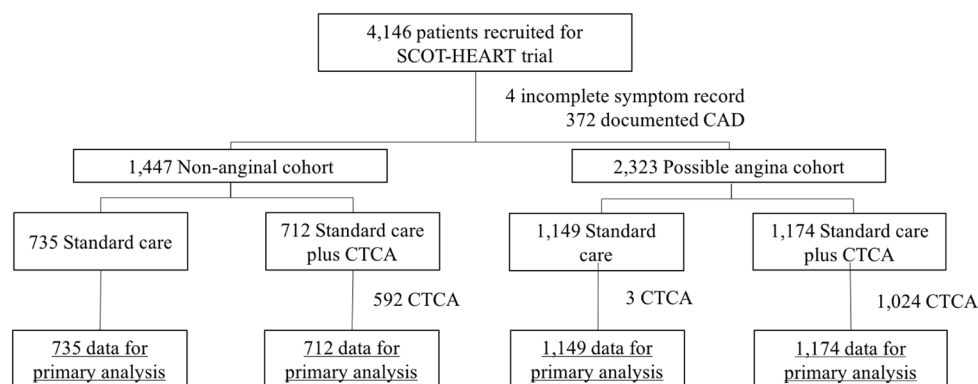 4,146 patients recruited for
SCOT-HEART trial
4 incomplete symptom record
372 documented CAD
1,447 Non-anginal cohort
2,323 Possible angina cohort
735 Standard care
712 Standard care
plus CTCA
1,149 Standard
care
1,174 Standard care
plus CTCA
592 CTCA
3 CTCA
1,024 CTCA
735 data for
primary analysis
712 data for
primary analysis
1,149 data for
primary analysis
1,174 data for
primary analysis